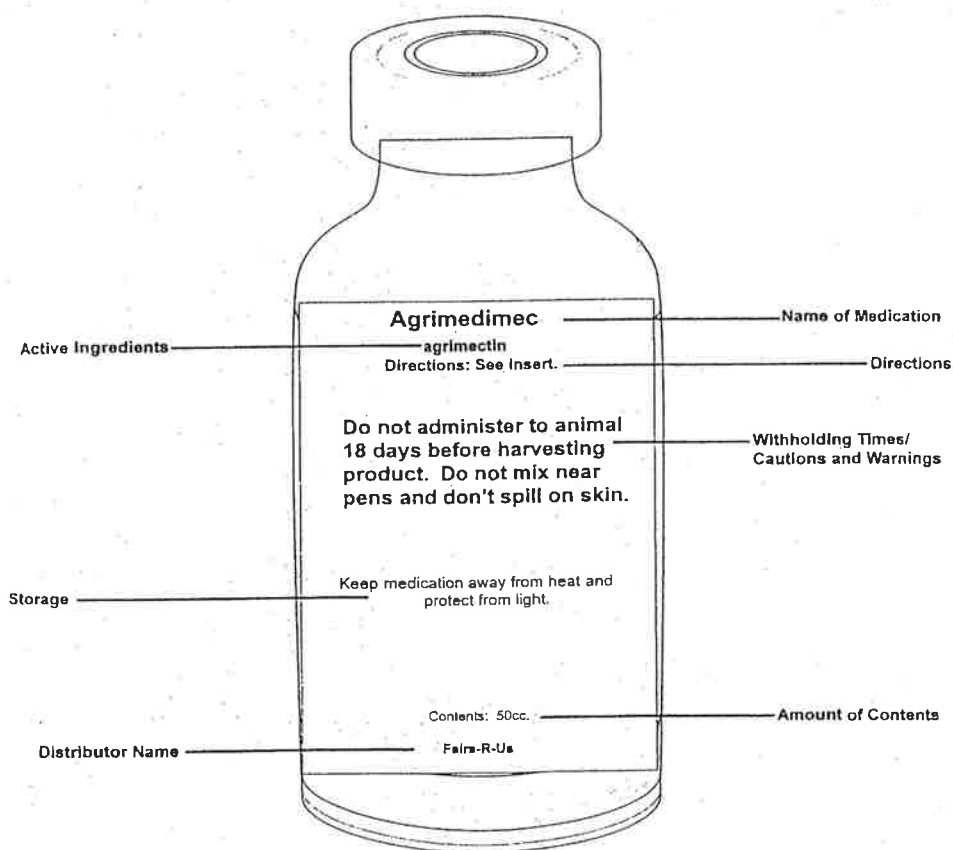 Agrimedimec
Name of Medication
Active Ingredients
agrimectin
Directions: See Insert.
Directions
Do not administer to animal
18 days before harvesting
product. Do not mix near
pens and don't spill on skin.
Withholding Times/
Cautions and Warnings
Storage
Keep medication away from heat and
protect from light.
Contents: 50cc.
Amount of Contents
Distributor Name
Fairs-R-Us